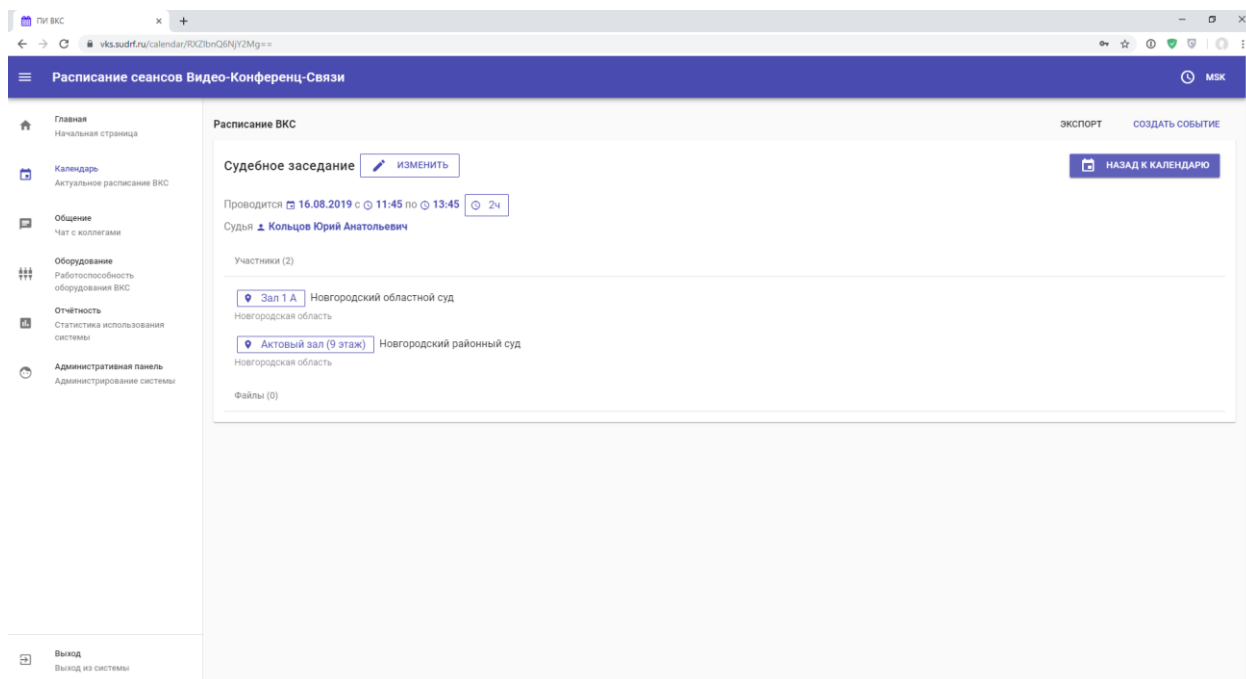 ПИ ВКС
vks.sudrf.ru/calendar/RXZlbnQ6NjY2Mg==
Расписание сеансов Видео-Конференц-Связи
MSK
Главная
Начальная страница
Календарь
Актуальное расписание ВКС
Общение
Чат с коллегами
Оборудование
Работоспособность
оборудования ВКС
Отчётность
Статистика использования
системы
Административная панель
Администрирование системы
Выход
Выход из системы
Расписание ВКС
ЭКСПОРТ
СОЗДАТЬ СОБЫТИЕ
Судебное заседание ИЗМЕНИТЬ
НАЗАД К КАЛЕНДАРЮ
Проводится 16.08.2019 с 11:45 по 13:45 2ч
Судья Кольцов Юрий Анатольевич
Участники (2)
Зал 1 А Новгородский областной суд
Новгородская область
Актовый зал (9 этаж) Новгородский районный суд
Новгородская область
Файлы (0)